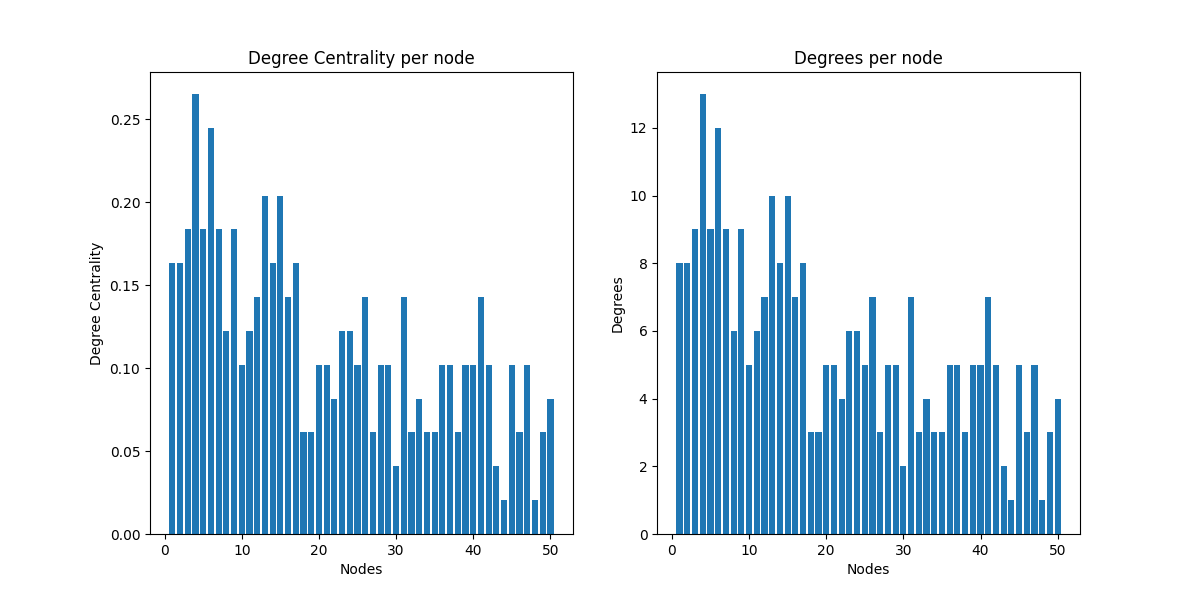 Degree Centrality per node
Degree Centrality
0.25
0.20
0.15
0.10
0.05
0.00
0 10 20 30 40 50
Nodes
Degrees per node
Degrees
12
10
8
6
4
2
0
0 10 20 30 40 50
Nodes